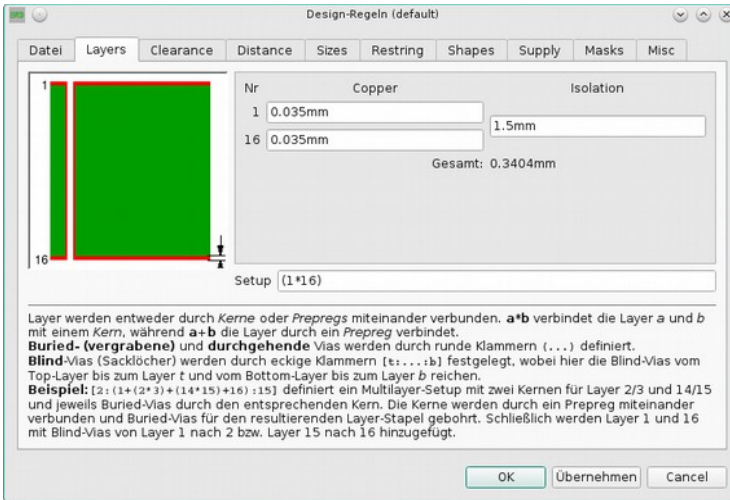 Design-Regeln (default)
Datei Layers Clearance Distance Sizes Restring Shapes Supply Masks Misc
Nr Copper Isolation
1
1 0.035mm
1.5mm
16 0.035mm
Gesamt: 0.3404mm
16
Setup (1*16)
Layer werden entweder durch Kerne oder Prepregs miteinander verbunden. a*b verbindet die Layer a und b
mit einem Kern, während a+b die Layer durch ein Prepreg verbindet.
Buried- (vergrabene) und durchgehende Vias werden durch runde Klammern (...) definiert.
Blind-Vias (Sacklöcher) werden durch eckige Klammern [t:...:b] festgelegt, wobei hier die Blind-Vias vom
Top-Layer bis zum Layer t und vom Bottom-Layer bis zum Layer b reichen.
Beispiel: [2:(1+(2*3)+(14*15)+16):15] definiert ein Multilayer-Setup mit zwei Kernen für Layer 2/3 und 14/15
und jeweils Buried-Vias durch den entsprechenden Kern. Die Kerne werden durch ein Prepreg miteinander
verbunden und Buried-Vias für den resultierenden Layer-Stapel gebohrt. Schließlich werden Layer 1 und 16
mit Blind-Vias von Layer 1 nach 2 bzw. Layer 15 nach 16 hinzugefügt.
OK Übernehmen Cancel